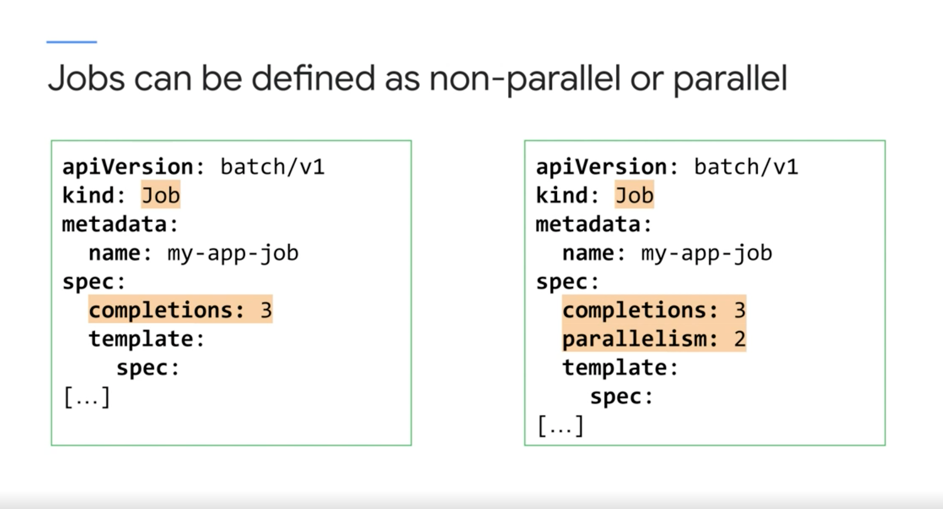 Jobs can be defined as non-parallel or parallel
apiVersion: batch/v1
kind: Job
metadata:
  name: my-app-job
spec:
  completions: 3
  template:
    spec:
[...]
apiVersion: batch/v1
kind: Job
metadata:
  name: my-app-job
spec:
  completions: 3
  parallelism: 2
  template:
    spec:
[...]